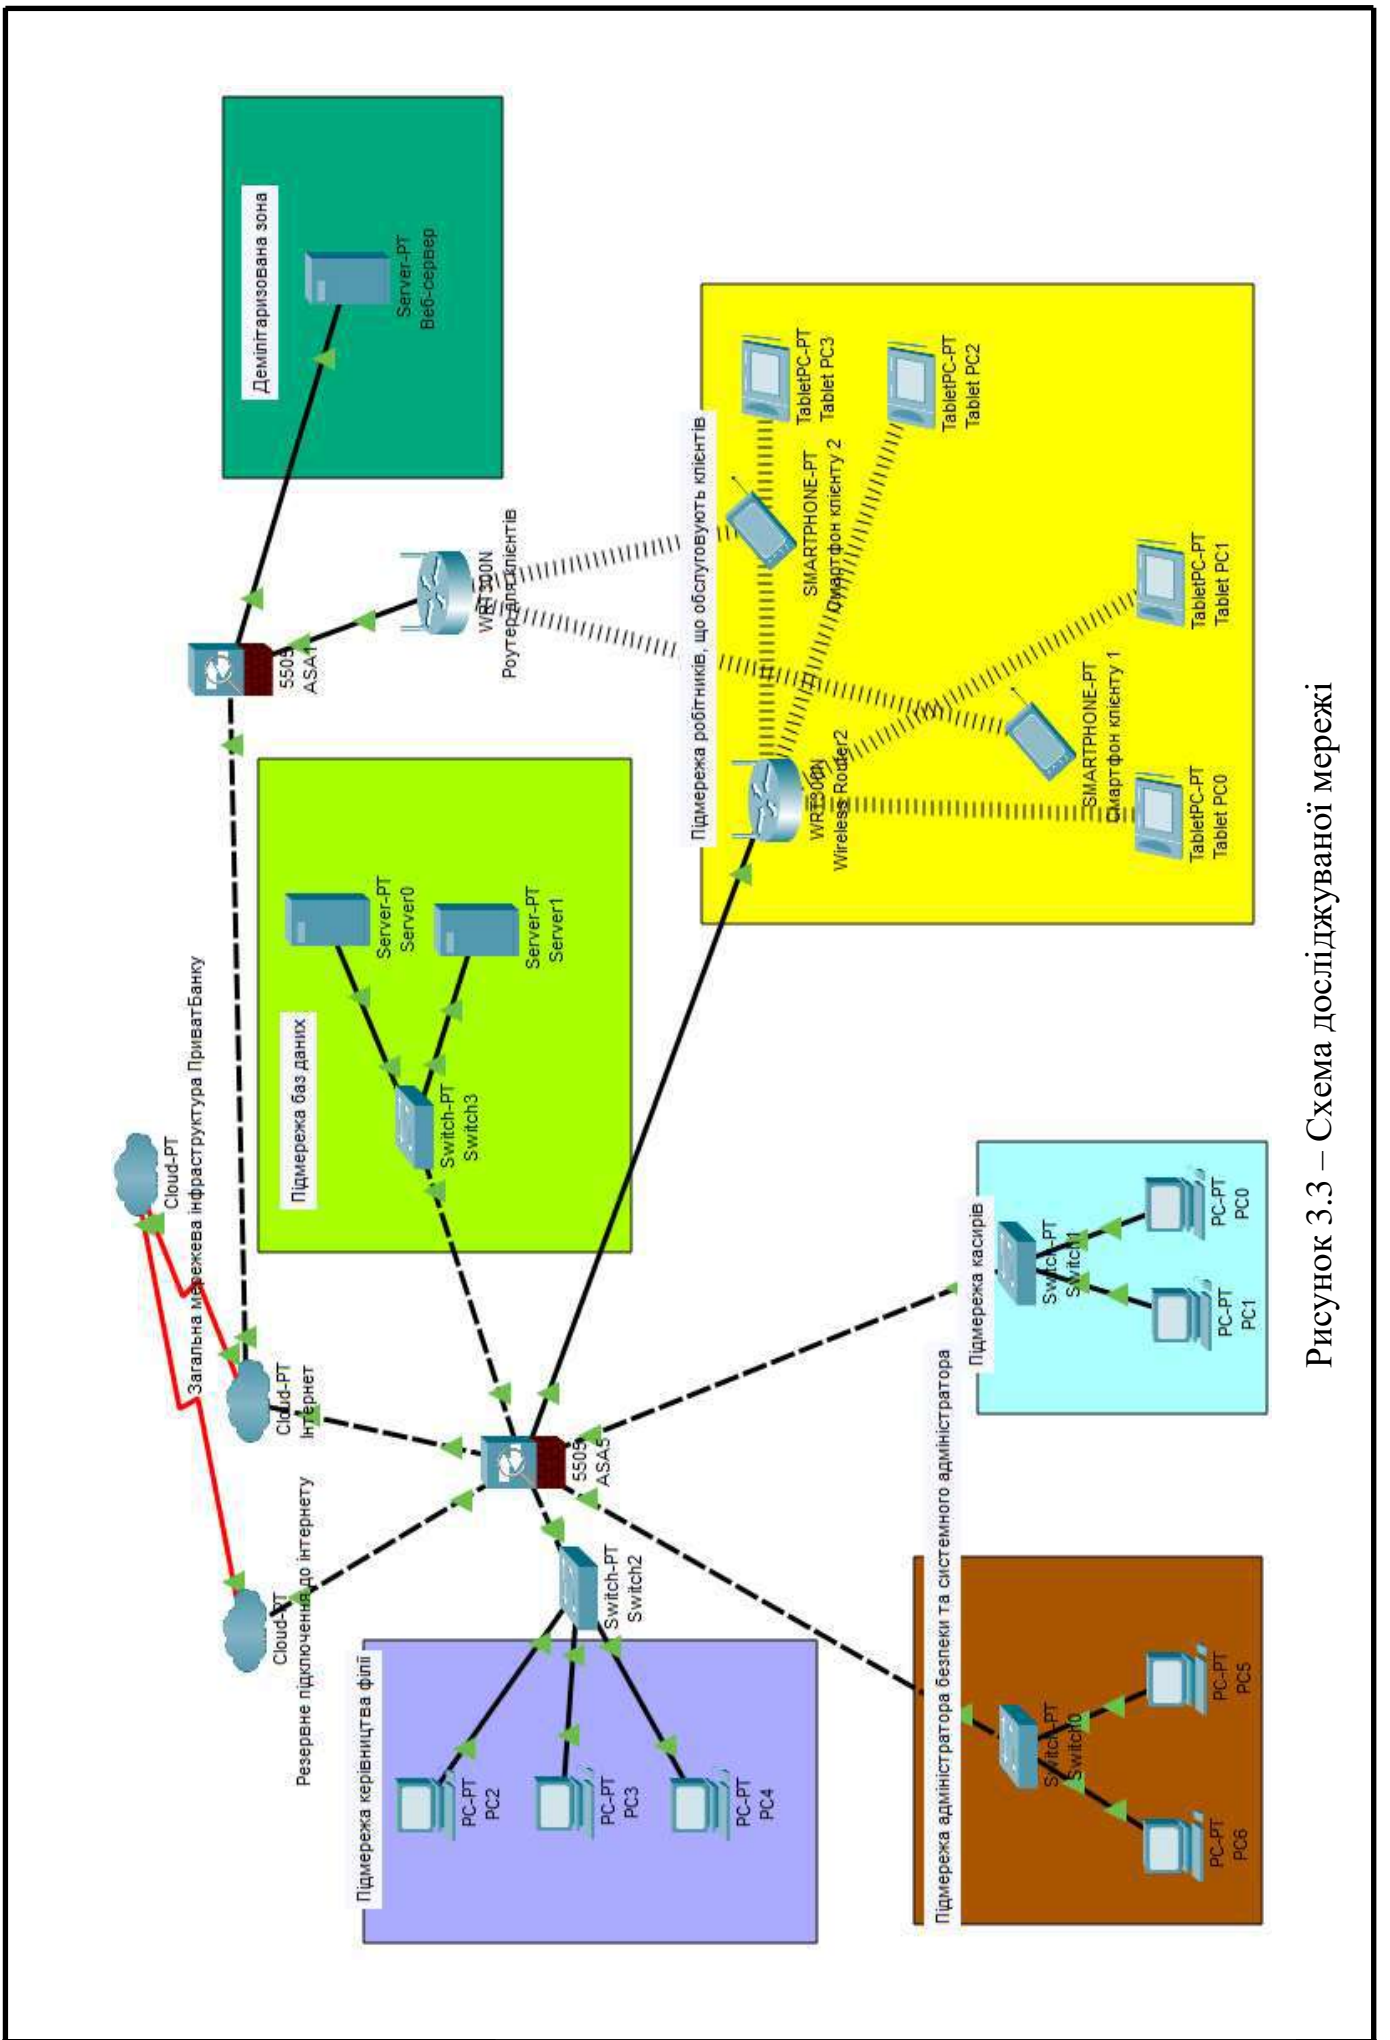 Cloud-PT
Загальна мережева інфраструктура ПриватБанку
Cloud-PT
Резервне підключення до інтернету
Cloud-PT
Інтернет
5505
ASA1
Демілітаризована зона
Server-PT
Веб-сервер
WRT300N
Роутер для клієнтів
Підмережа баз даних
Server-PT
Server0
Server-PT
Server1
Switch-PT
Switch3
5505
ASA5
Підмережа керівництва філії
PC-PT
PC2
PC-PT
PC3
PC-PT
PC4
Switch-PT
Switch2
Підмережа робітників, що обслуговують клієнтів
TabletPC-PT
Tablet PC3
SMARTPHONE-PT
Смартфон клієнту 2
TabletPC-PT
Tablet PC2
WRT300N
Wireless Router2
TabletPC-PT
Tablet PC1
SMARTPHONE-PT
Смартфон клієнту 1
TabletPC-PT
Tablet PC0
Підмережа адміністратора безпеки та системного адміністратора
Switch-PT
Switch0
PC-PT
PC6
PC-PT
PC5
Підмережа касирів
Switch-PT
Switch1
PC-PT
PC1
PC-PT
PC0
Рисунок 3.3 – Схема досліджуваної мережі